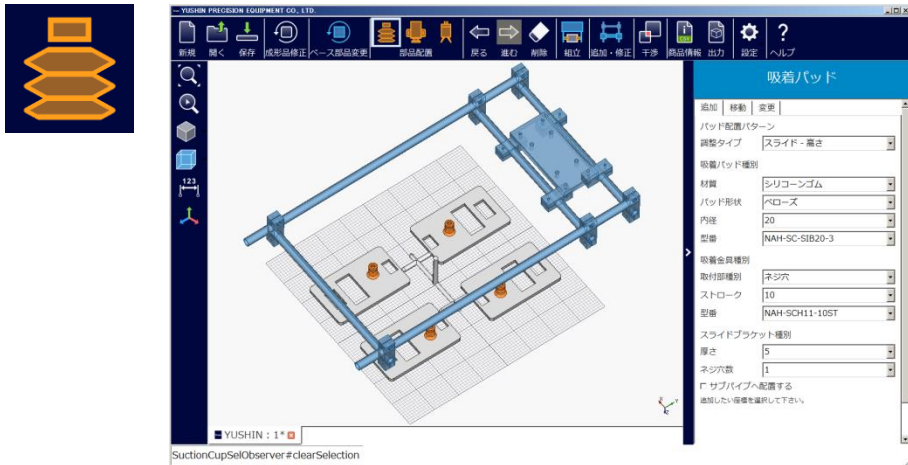 YUSHIN PRECISION EQUIPMENT CO., LTD.
新規 開く 保存 成形品修正 ベース部品変更 部品配置 戻る 進む 削除 組立 追加・修正 干渉 商品情報 出力 設定 ヘルプ
123
吸着パッド
追加 移動 変更
パッド配置パターン
調整タイプ スライド - 高さ
吸着パッド種別
材質 シリコーンゴム
パッド形状 ベローズ
内径 20
型番 NAH-SC-SIB20-3
吸着金具種別
取付部種別 ネジ穴
ストローク 10
型番 NAH-SCH11-10ST
スライドブラケット種別
厚さ 5
ネジ穴数 1
サブパイプへ配置する
追加したい座標を選択して下さい。
YUSHIN : 1*
SuctionCupSelObserver#clearSelection